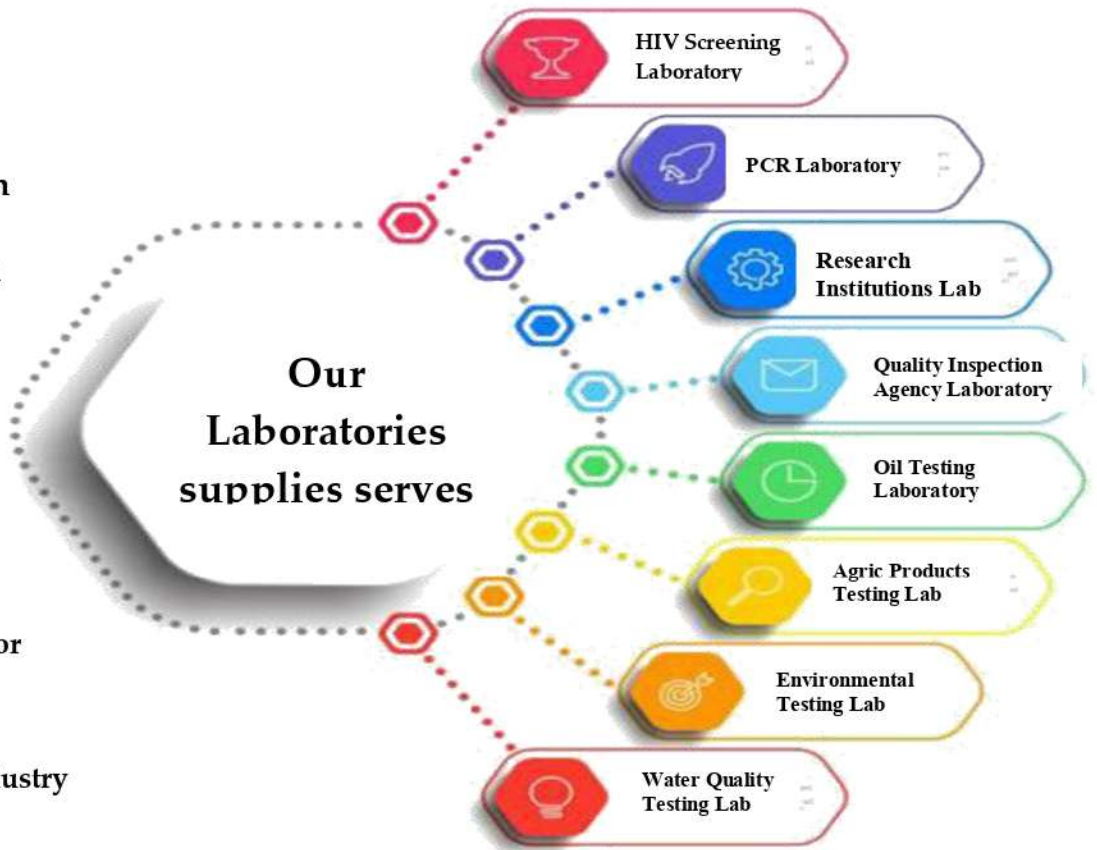 HIV Screening
Laboratory
PCR Laboratory
Research
Institutions Lab
Our
Laboratories
supplies serves
Quality Inspection
Agency Laboratory
Oil Testing
Laboratory
Agric Products
Testing Lab
Environmental
Testing Lab
Water Quality
Testing Lab